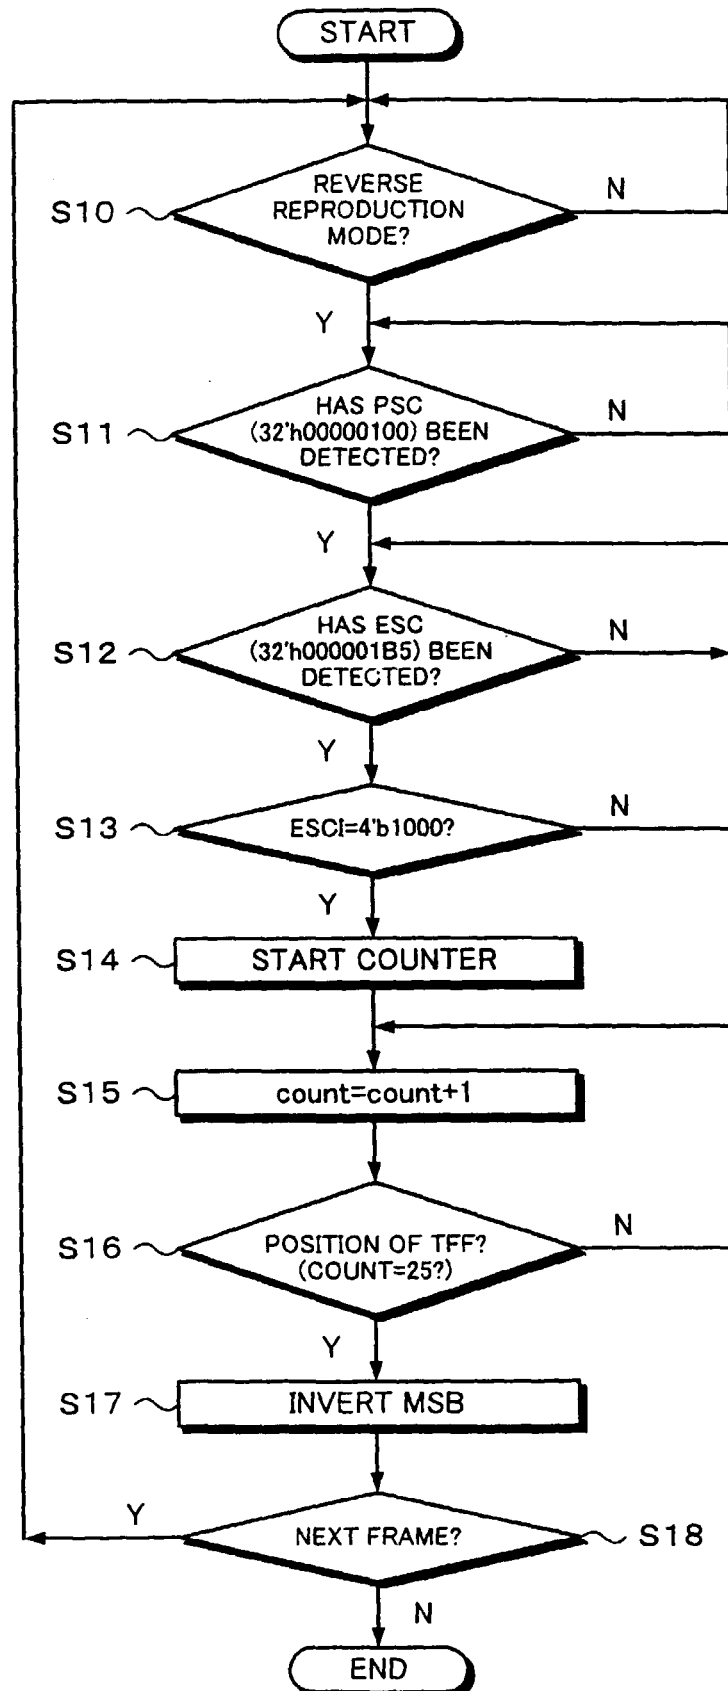 START
REVERSE
REPRODUCTION
MODE?
N
S10
Y
HAS PSC
(32'h00000100) BEEN
DETECTED?
N
S11
Y
HAS ESC
(32'h000001B5) BEEN
DETECTED?
N
S12
Y
ESCI=4'b1000?
N
S13
Y
START COUNTER
S14
count=count+1
S15
POSITION OF TFF?
(COUNT=25?)
N
S16
Y
INVERT MSB
S17
Y
NEXT FRAME?
S18
N
END